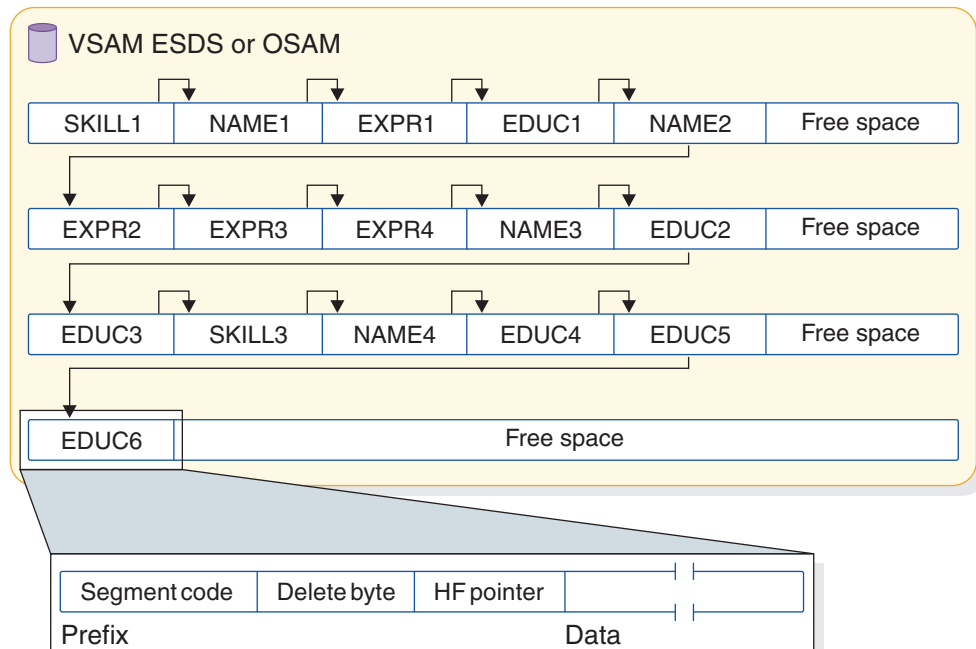 VSAM ESDS or OSAM
SKILL1 NAME1 EXPR1 EDUC1 NAME2 Free space
EXPR2 EXPR3 EXPR4 NAME3 EDUC2 Free space
EDUC3 SKILL3 NAME4 EDUC4 EDUC5 Free space
EDUC6 Free space
Segment code Delete byte HF pointer
Prefix Data